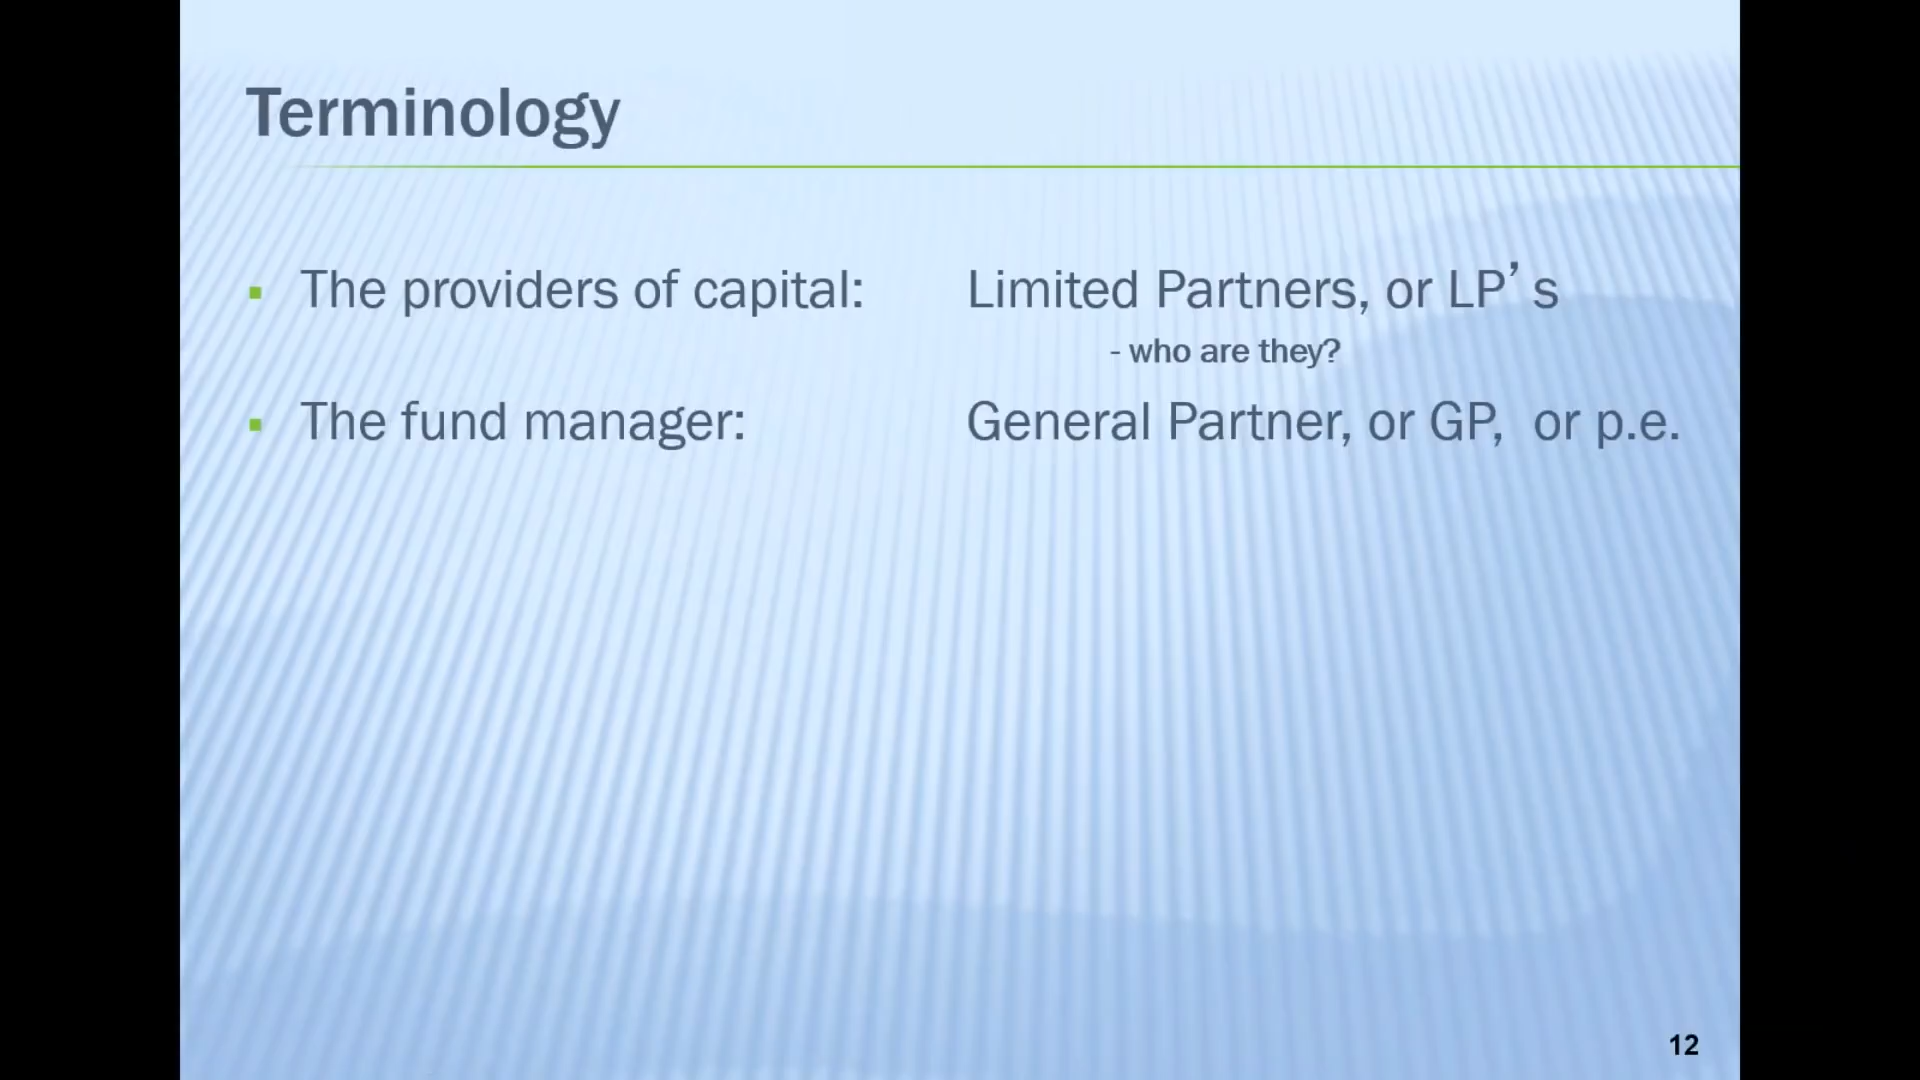 Terminology
▪ The providers of capital: Limited Partners, or LP’s
- who are they?
▪ The fund manager: General Partner, or GP, or p.e.
12